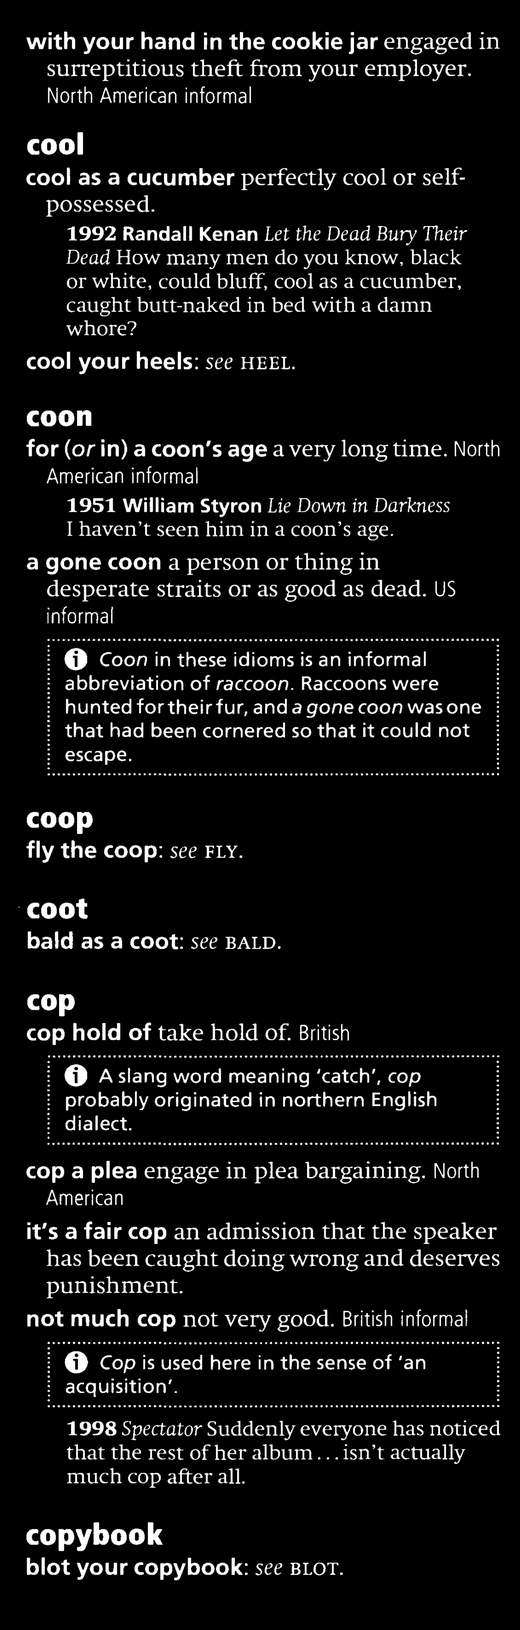 with your hand in the cookie jar engaged in
surreptitious theft from your employer.
North American informal
cool
cool as a cucumber perfectly cool or self-
possessed.
1992 Randall Kenan Let the Dead Bury Their
Dead How many men do you know, black
or white, could bluff, cool as a cucumber,
caught butt-naked in bed with a damn
whore?
cool your heels: see HEEL.
coon
for (or in) a coon's age a very long time. North
American informal
1951 William Styron Lie Down in Darkness
I haven't seen him in a coon's age.
a gone coon a person or thing in
desperate straits or as good as dead. US
informal
i Coon in these idioms is an informal
abbreviation of raccoon. Raccoons were
hunted for their fur, and a gone coon was one
that had been cornered so that it could not
escape.
coop
fly the coop: see FLY.
coot
bald as a coot: see BALD.
cop
cop hold of take hold of. British
i A slang word meaning 'catch', cop
probably originated in northern English
dialect.
cop a plea engage in plea bargaining. North
American
it's a fair cop an admission that the speaker
has been caught doing wrong and deserves
punishment.
not much cop not very good. British informal
i Cop is used here in the sense of 'an
acquisition'.
1998 Spectator Suddenly everyone has noticed
that the rest of her album...isn't actually
much cop after all.
copybook
blot your copybook: see BLOT.